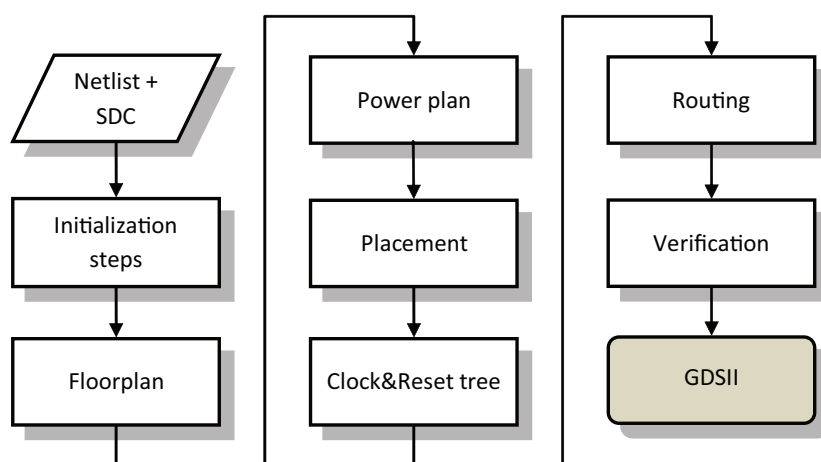 Netlist +
SDC
Initialization
steps
Floorplan
Power plan
Placement
Clock&Reset tree
Routing
Verification
GDSII